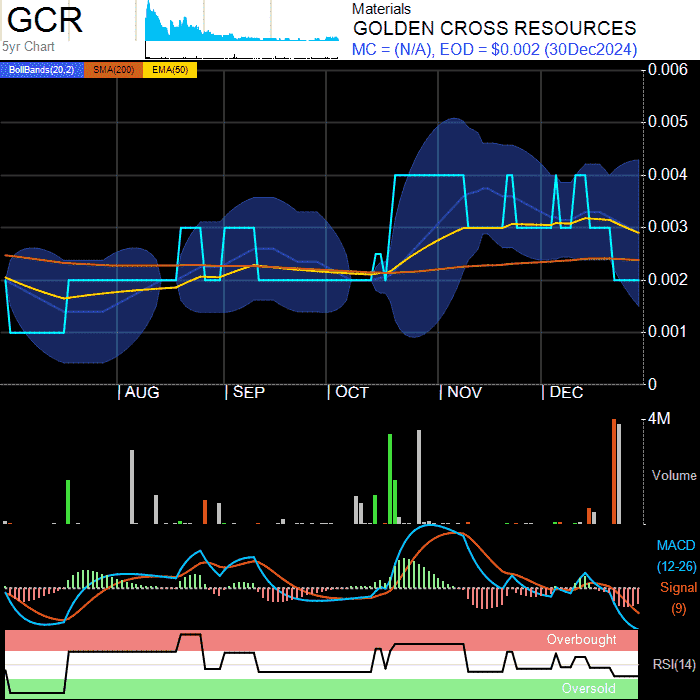 GCR
5yr Chart
Materials
GOLDEN CROSS RESOURCES
MC = (N/A), EOD = $0.002 (30Dec2024)
BollBands(20,2) SMA(200) EMA(50)
0.006
0.005
0.004
0.003
0.002
0.001
0
AUG SEP OCT NOV DEC
4M
Volume
MACD
(12-26)
Signal
(9)
Overbought
RSI(14)
Oversold